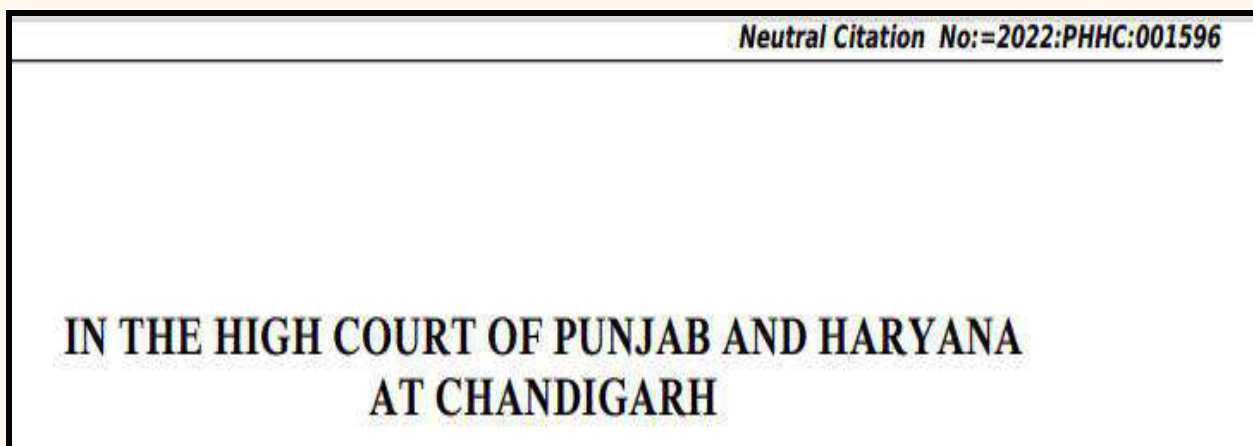 Neutral Citation No:=2022:PHHC:001596
IN THE HIGH COURT OF PUNJAB AND HARYANA
AT CHANDIGARH